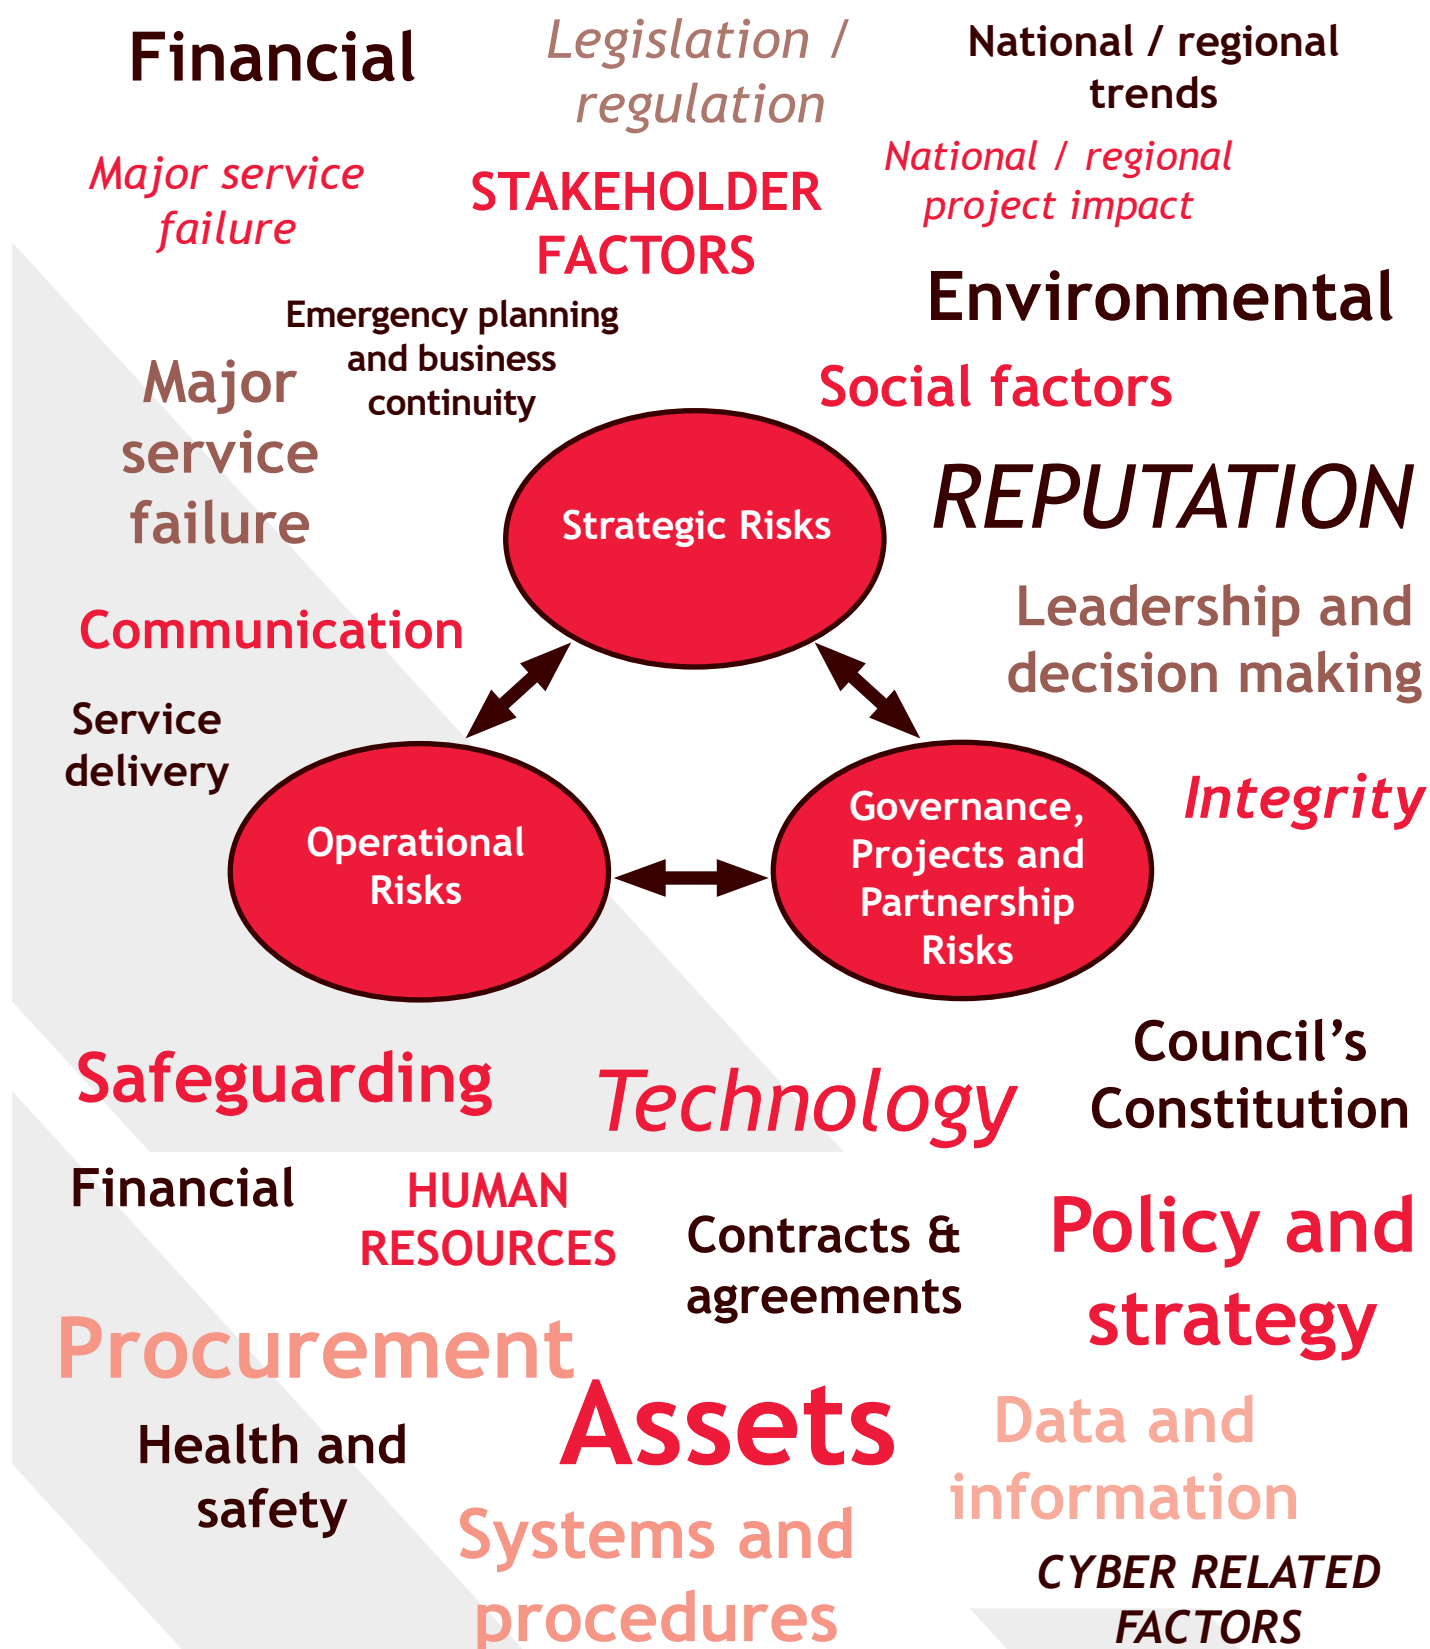 Financial
Legislation /
regulation
National / regional
trends
Major service
failure
STAKEHOLDER
FACTORS
National / regional
project impact
Environmental
Emergency planning
and business
continuity
Major
service
failure
Social factors
REPUTATION
Strategic Risks
Leadership and
decision making
Communication
Service
delivery
Integrity
Operational
Risks
Governance,
Projects and
Partnership
Risks
Safeguarding
Technology
Council’s
Constitution
Financial
HUMAN
RESOURCES
Contracts &
agreements
Policy and
strategy
Procurement
Assets
Data and
information
Health and
safety
Systems and
procedures
CYBER RELATED
FACTORS